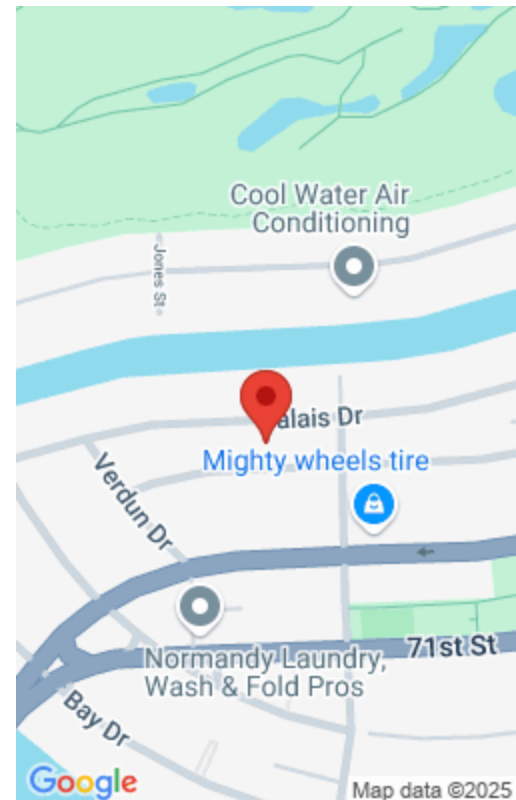 Cool Water Air
Conditioning
Jones St
alais Dr
Mighty wheels tire
Verdun Dr
71st St
Normandy Laundry,
Wash & Fold Pros
Bay Dr
Google
Map data ©2025